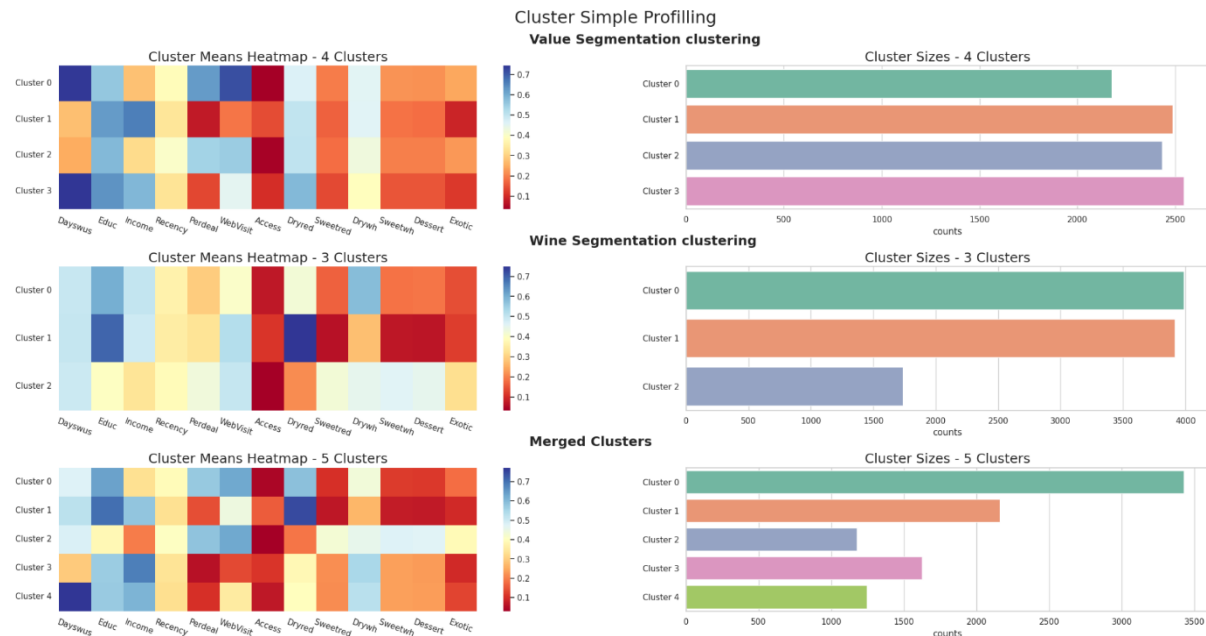 Cluster Simple Profilling
Value Segmentation clustering
Cluster Means Heatmap - 4 Clusters
Cluster 0
Cluster 1
Cluster 2
Cluster 3
Dayswus Educ Income Recency Perdeal WebVisit Access Dryred Sweetred Drywh Sweetwh Dessert Exotic
0.7
0.6
0.5
0.4
0.3
0.2
0.1
Cluster Sizes - 4 Clusters
Cluster 0
Cluster 1
Cluster 2
Cluster 3
0 500 1000 1500 2000 2500
counts
Wine Segmentation clustering
Cluster Means Heatmap - 3 Clusters
Cluster 0
Cluster 1
Cluster 2
Dayswus Educ Income Recency Perdeal WebVisit Access Dryred Sweetred Drywh Sweetwh Dessert Exotic
0.7
0.6
0.5
0.4
0.3
0.2
0.1
Cluster Sizes - 3 Clusters
Cluster 0
Cluster 1
Cluster 2
0 500 1000 1500 2000 2500 3000 3500 4000
counts
Merged Clusters
Cluster Means Heatmap - 5 Clusters
Cluster 0
Cluster 1
Cluster 2
Cluster 3
Cluster 4
Dayswus Educ Income Recency Perdeal WebVisit Access Dryred Sweetred Drywh Sweetwh Dessert Exotic
0.7
0.6
0.5
0.4
0.3
0.2
0.1
Cluster Sizes - 5 Clusters
Cluster 0
Cluster 1
Cluster 2
Cluster 3
Cluster 4
0 500 1000 1500 2000 2500 3000 3500
counts